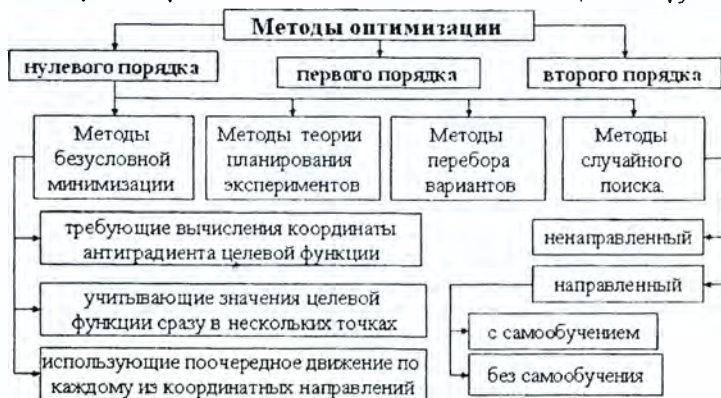 Методы оптимизации
нулевого порядка
первого порядка
второго порядка
Методы
безусловной
минимизации
Методы теории
планирования
экспериментов
Методы
перебора
вариантов
Методы
случайного
поиска.
требующие вычисления координаты
антиградиента целевой функции
учитывающие значения целевой
функции сразу в нескольких точках
использующие поочередное движение по
каждому из координатных направлений
ненаправленный
направленный
с самообучением
без самообучения